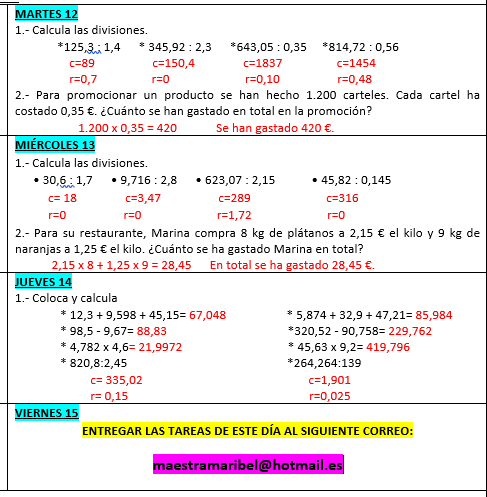 MARTES 12
1.- Calcula las divisiones.
*125,3 : 1,4 * 345,92 : 2,3 *643,05 : 0,35 *814,72 : 0,56
c=89 c=150,4 c=1837 c=1454
r=0,7 r=0 r=0,10 r=0,48
2.- Para promocionar un producto se han hecho 1.200 carteles. Cada cartel ha
costado 0,35 €. ¿Cuánto se han gastado en total en la promoción?
1.200 x 0,35 = 420 Se han gastado 420 €.
MIÉRCOLES 13
1.- Calcula las divisiones.
• 30,6 : 1,7 • 9,716 : 2,8 • 623,07 : 2,15 • 45,82 : 0,145
c= 18 c=3,47 c=289 c=316
r=0 r=0 r=1,72 r=0
2.- Para su restaurante, Marina compra 8 kg de plátanos a 2,15 € el kilo y 9 kg de
naranjas a 1,25 € el kilo. ¿Cuánto se ha gastado Marina en total?
2,15 x 8 + 1,25 x 9 = 28,45 En total se ha gastado 28,45 €.
JUEVES 14
1.- Coloca y calcula
* 12,3 + 9,598 + 45,15= 67,048 * 5,874 + 32,9 + 47,21= 85,984
* 98,5 - 9,67= 88,83 *320,52 - 90,758= 229,762
* 4,782 x 4,6= 21,9972 * 45,63 x 9,2= 419,796
* 820,8:2,45 *264,264:139
c= 335,02 c=1,901
r= 0,15 r=0,025
VIERNES 15
ENTREGAR LAS TAREAS DE ESTE DÍA AL SIGUIENTE CORREO:
maestramaribel@hotmail.es